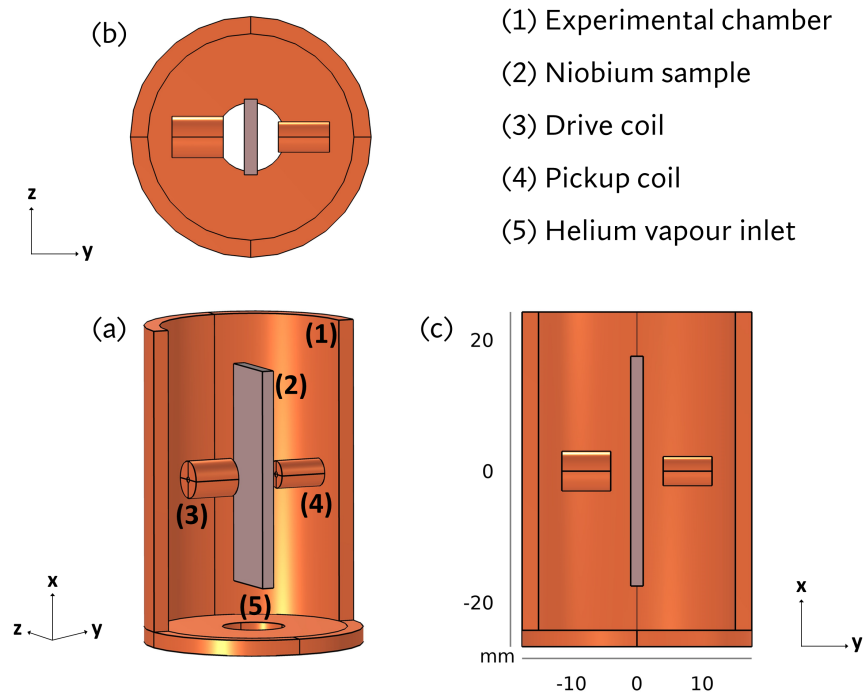 (b)
(1) Experimental chamber
(2) Niobium sample
(3) Drive coil
(4) Pickup coil
(5) Helium vapour inlet
z
y
(a)
(1)
(2)
(3)
(4)
(5)
x
z
y
(c)
20
0
-20
mm
-10 0 10
x
y